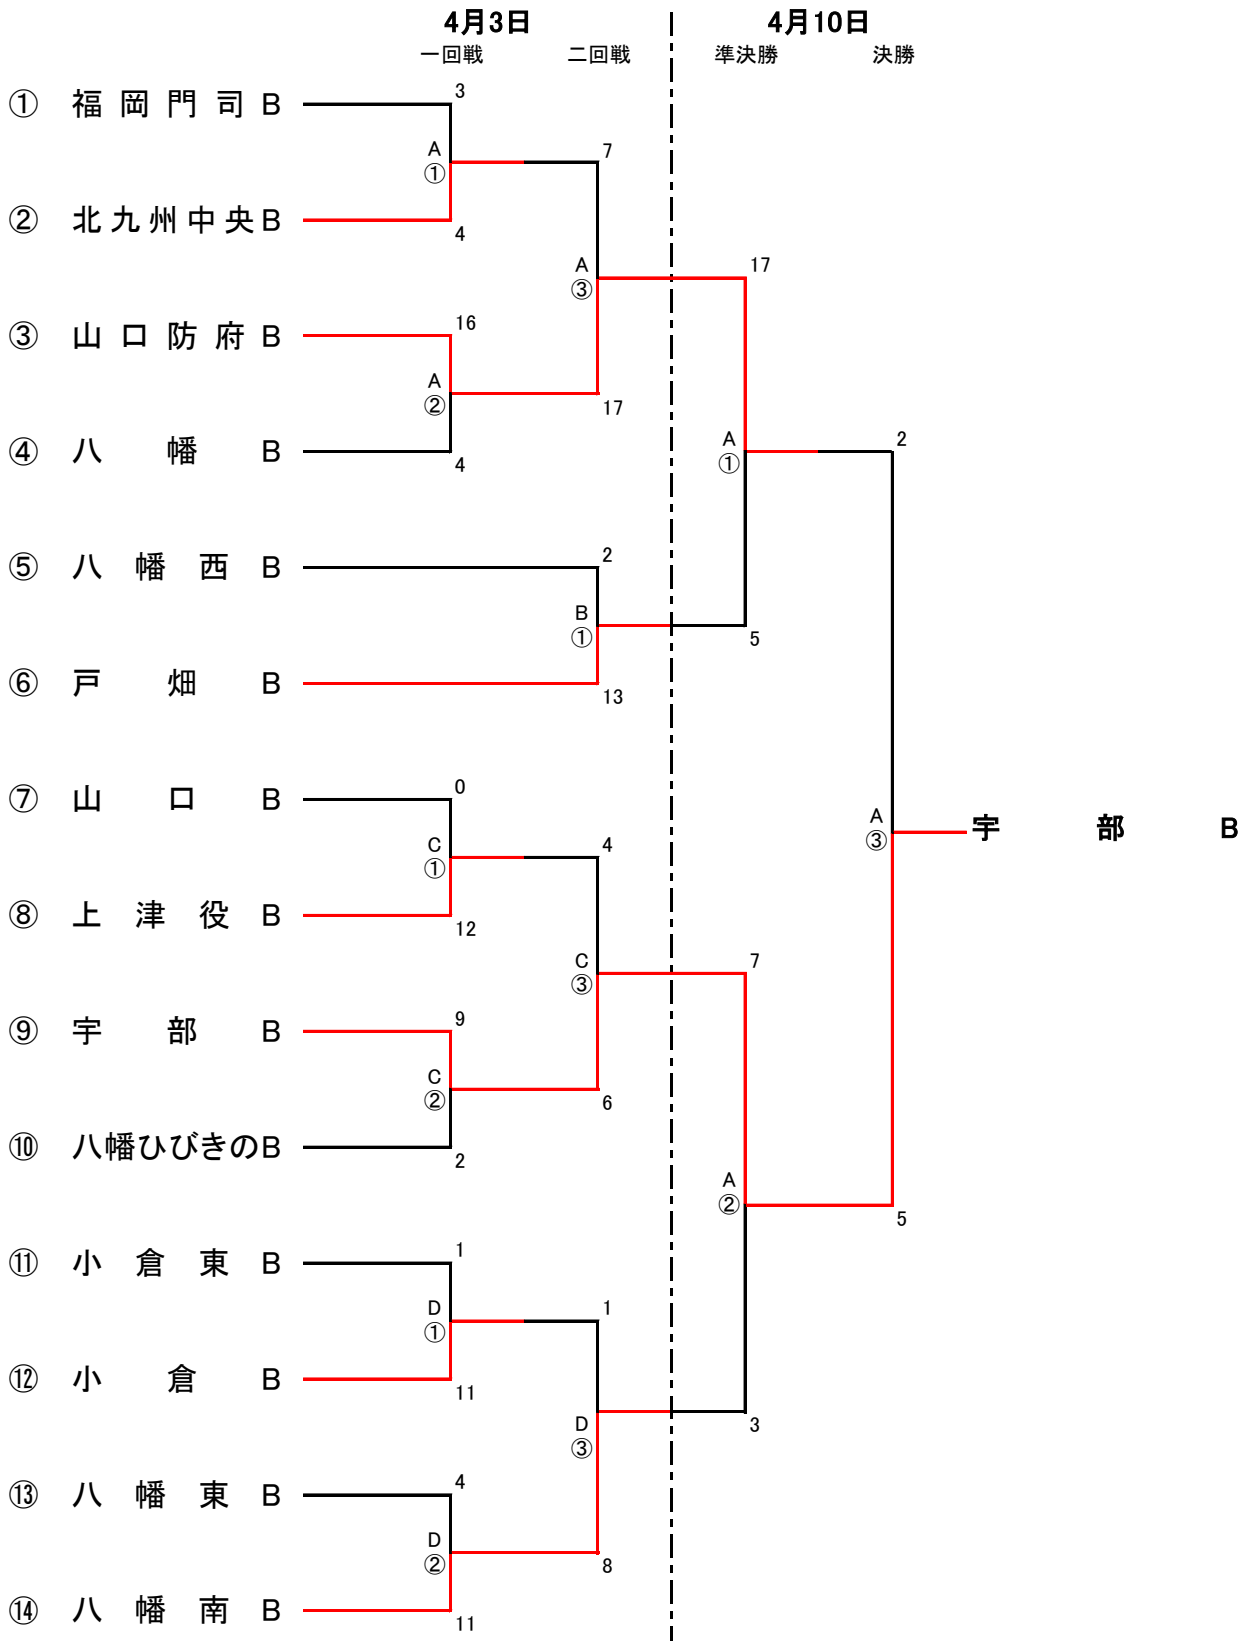 4月3日 4月10日
一回戦 二回戦 準決勝 決勝
① 福岡門司B 3
A
①
7
② 北九州中央B 4
A
③
17
③ 山口防府B 16
A
②
17
④ 八幡B 4
A
①
2
⑤ 八幡西B 2
B
①
5
⑥ 戸畑B 13
⑦ 山口B 0
C
①
4
A
③
宇部B
⑧ 上津役B 12
C
③
7
⑨ 宇部B 9
C
②
6
⑩ 八幡ひびきのB 2
A
②
5
⑪ 小倉東B 1
D
①
1
⑫ 小倉B 11
D
③
3
⑬ 八幡東B 4
D
②
8
⑭ 八幡南B 11